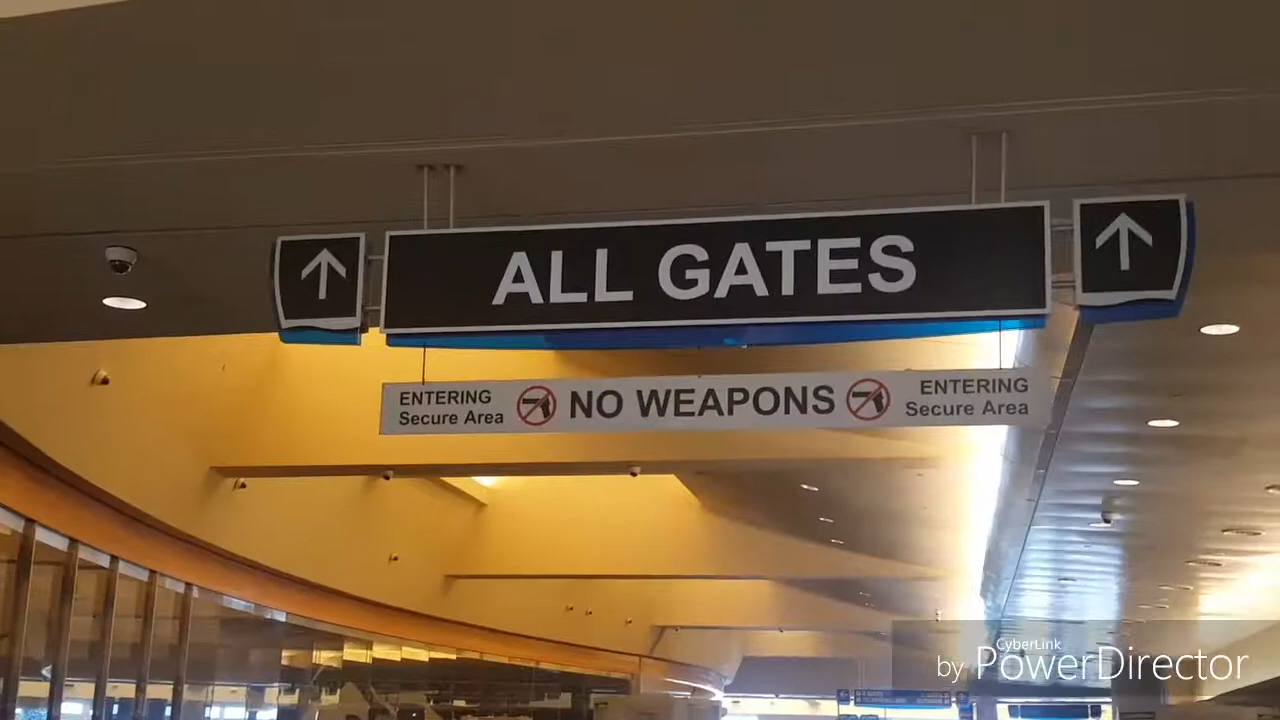 ALL GATES
ENTERING
Secure Area
NO WEAPONS
ENTERING
Secure Area
CyberLink
by PowerDirector